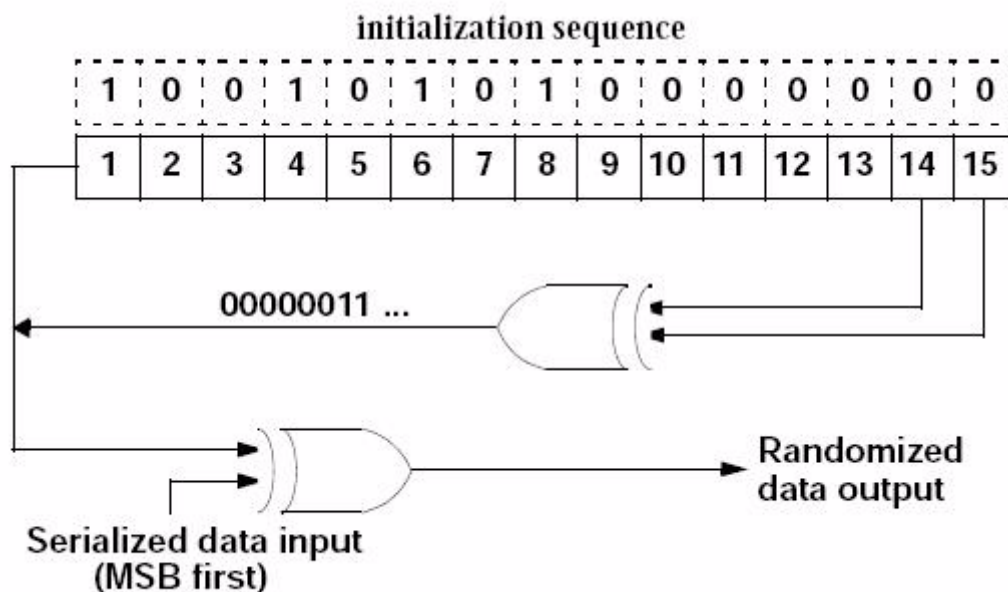 initialization sequence
1 0 0 1 0 1 0 1 0 0 0 0 0 0 0
1 2 3 4 5 6 7 8 9 10 11 12 13 14 15
00000011 ...
Randomized
data output
Serialized data input
(MSB first)